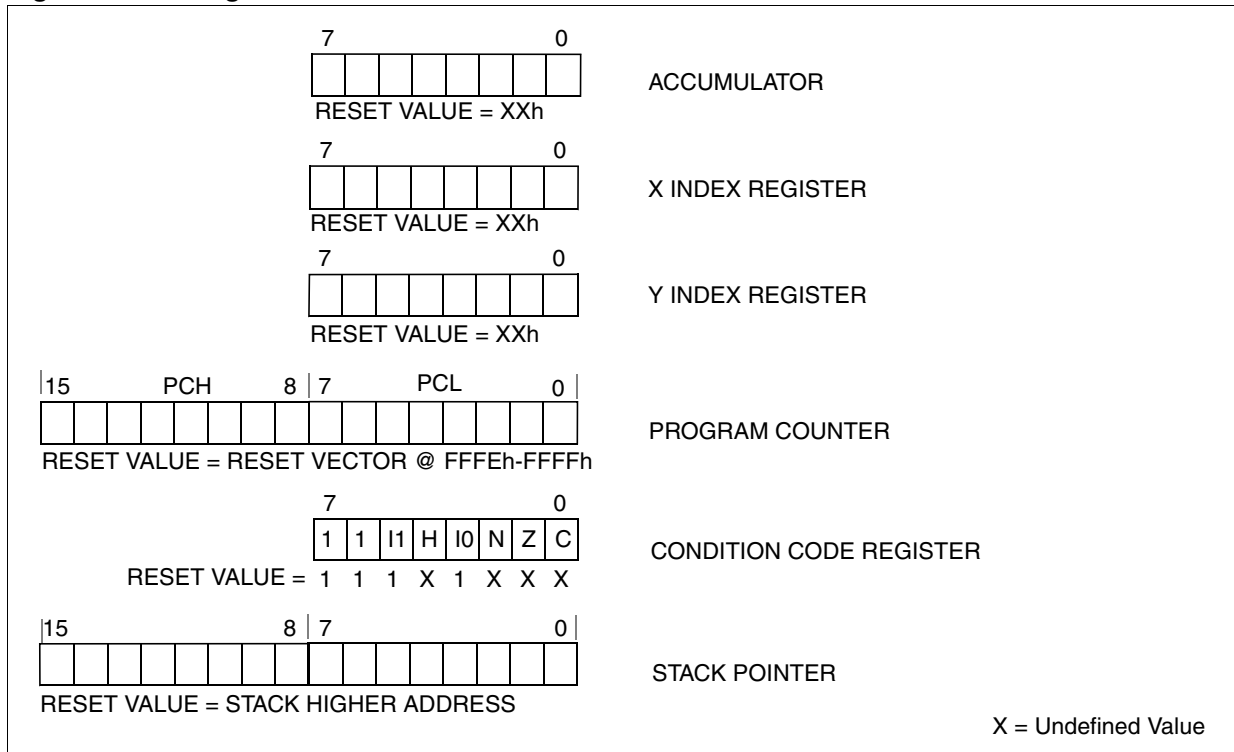 7 0
ACCUMULATOR
RESET VALUE = XXh
7 0
X INDEX REGISTER
RESET VALUE = XXh
7 0
Y INDEX REGISTER
RESET VALUE = XXh
15 PCH 8 7 PCL 0
PROGRAM COUNTER
RESET VALUE = RESET VECTOR @ FFFEh-FFFFh
7 0
1 1 I1 H I0 N Z C
CONDITION CODE REGISTER
RESET VALUE = 1 1 1 X 1 X X X
15 8 7 0
STACK POINTER
RESET VALUE = STACK HIGHER ADDRESS
X = Undefined Value